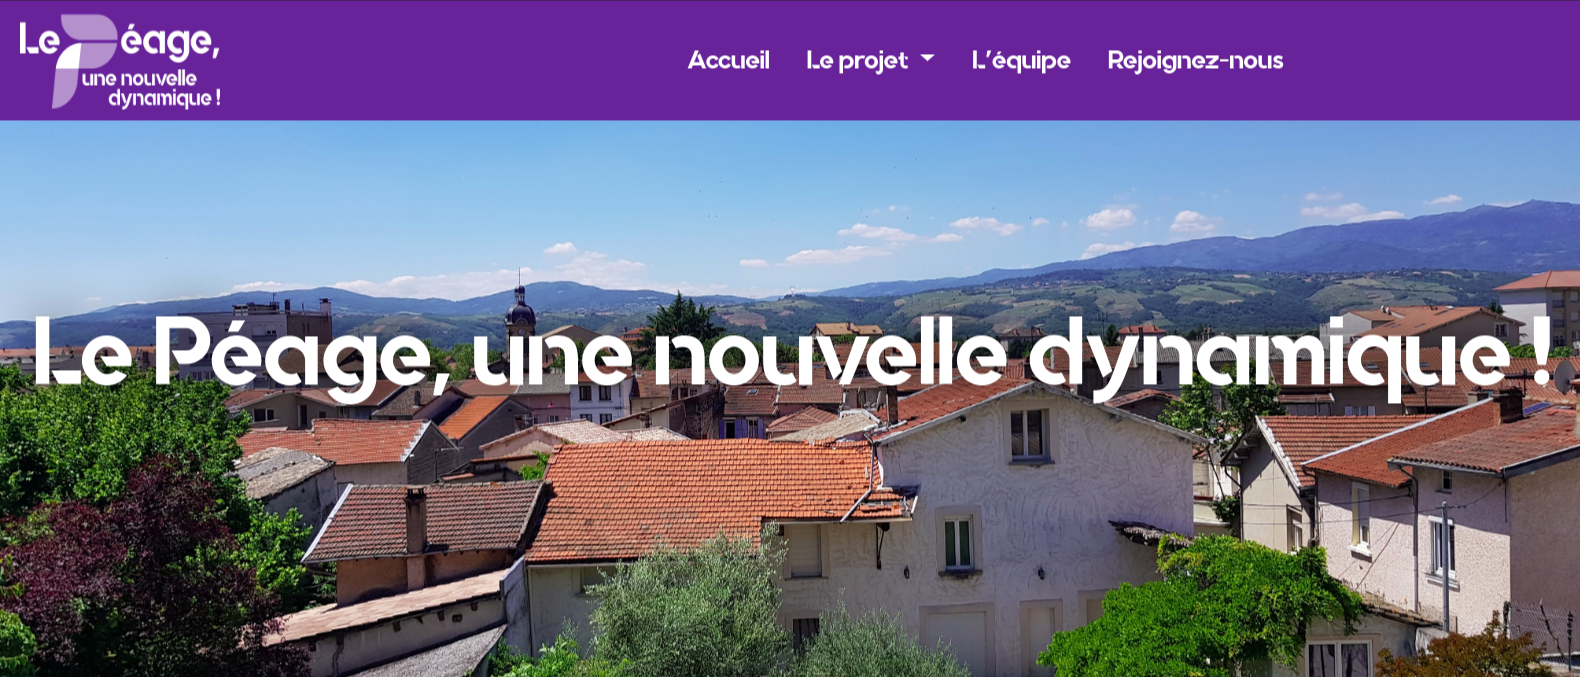 Le Péage,
une nouvelle
dynamique !
Accueil
Le projet
L'équipe
Rejoignez-nous
Le Péage, une nouvelle dynamique !